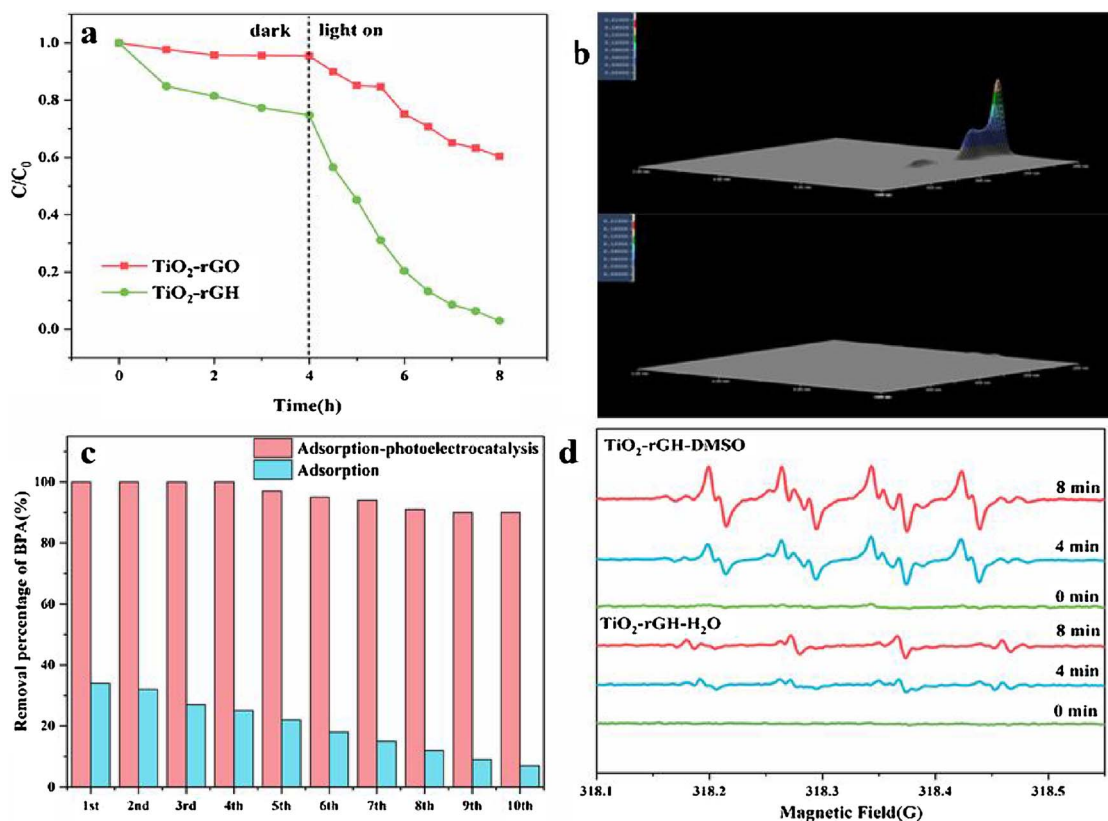 a
dark
light on
1.0
0.8
0.6
0.4
0.2
0.0
C/C₀
TiO₂-rGO
TiO₂-rGH
0
2
4
6
8
Time(h)
b
c
Adsorption-photoelectrocatalysis
Adsorption
100
80
60
40
20
0
Removal percentage of BPA(%)
1st
2nd
3rd
4th
5th
6th
7th
8th
9th
10th
d
TiO₂-rGH-DMSO
8 min
4 min
0 min
TiO₂-rGH-H₂O
8 min
4 min
0 min
318.1
318.2
318.3
318.4
318.5
Magnetic Field(G)